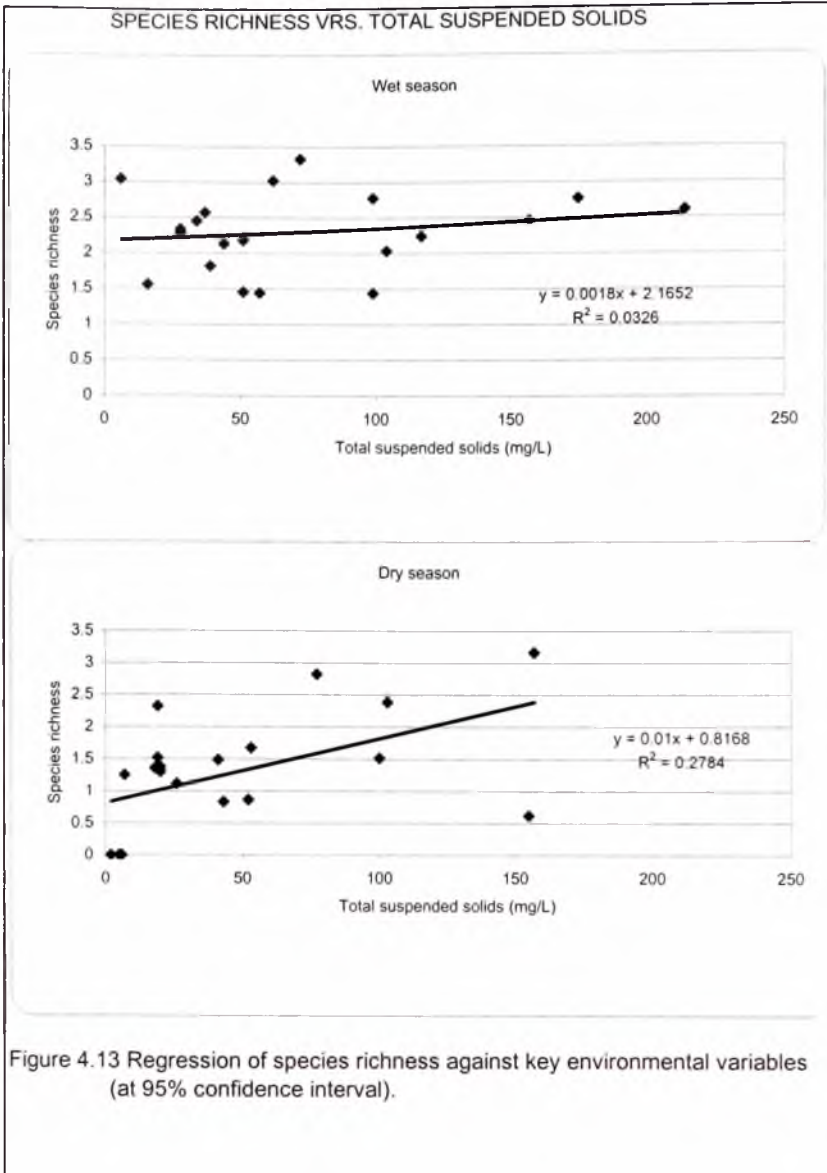 SPECIES RICHNESS VRS. TOTAL SUSPENDED SOLIDS
Wet season
3.5
3
2.5
2
1.5
1
0.5
0
Species richness
y = 0.0018x + 2.1652
R² = 0.0326
0 50 100 150 200 250
Total suspended solids (mg/L)
Dry season
3.5
3
2.5
2
1.5
1
0.5
0
Species richness
y = 0.01x + 0.8168
R² = 0.2784
0 50 100 150 200 250
Total suspended solids (mg/L)
Figure 4.13 Regression of species richness against key environmental variables
(at 95% confidence interval).